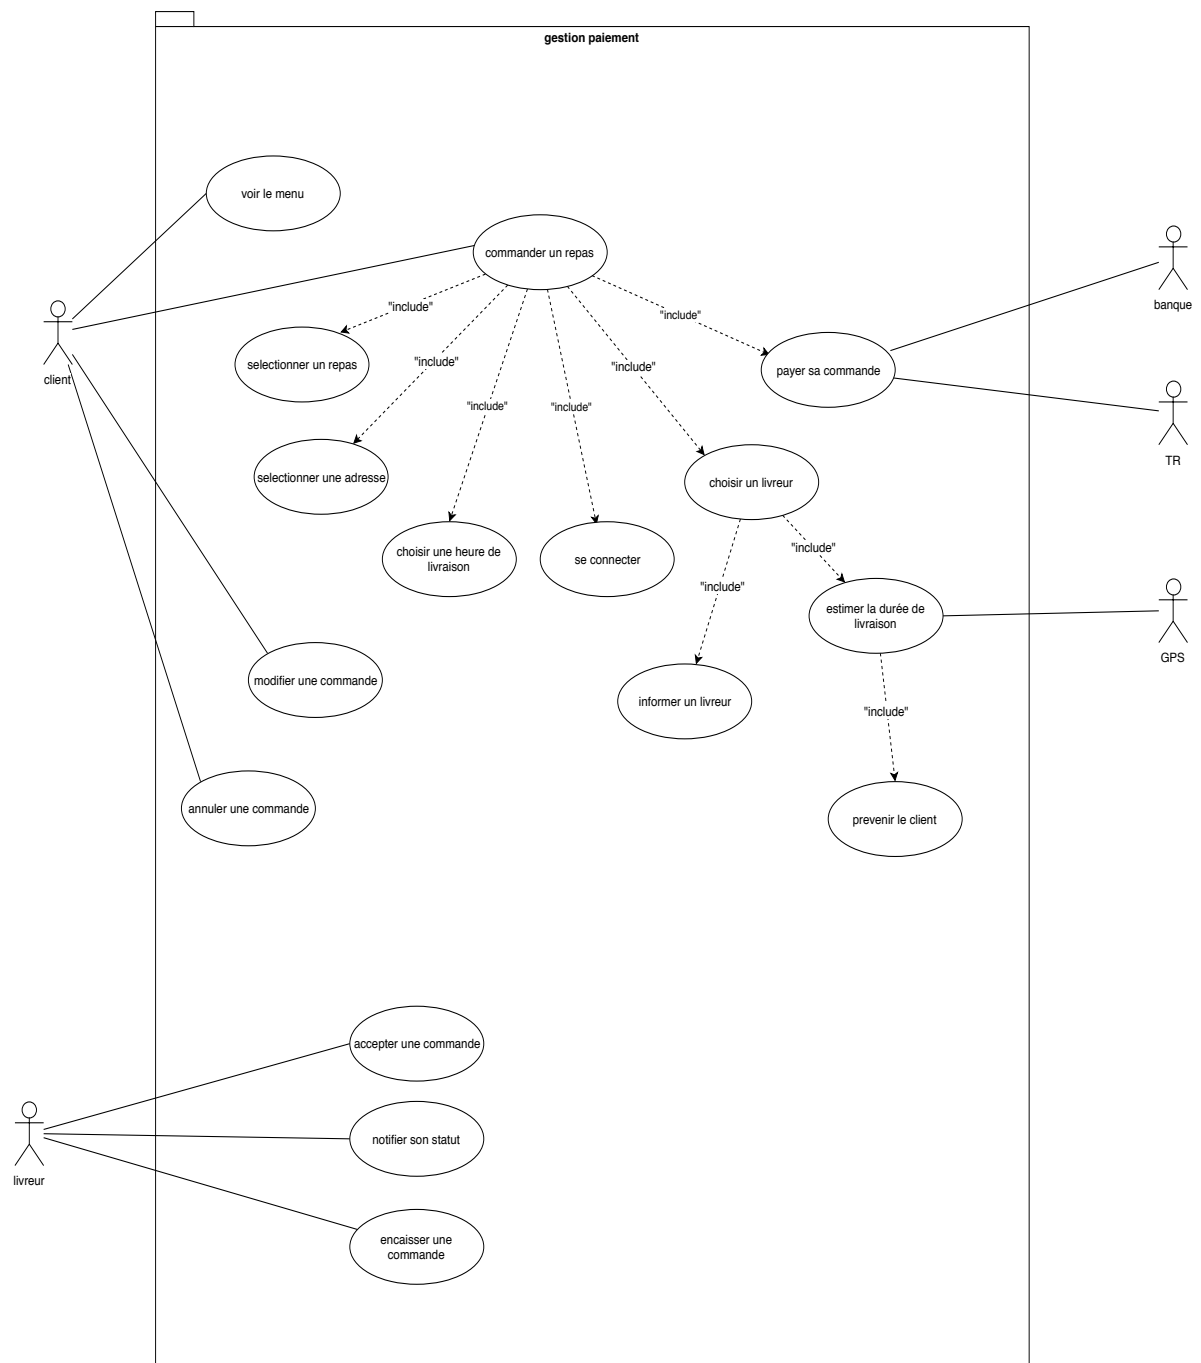 gestion paiement
voir le menu
commander un repas
banque
"include"
"include"
client
selectionner un repas
"include"
"include"
payer sa commande
"include"
"include"
TR
selectionner une adresse
choisir un livreur
choisir une heure de
livraison
se connecter
"include"
"include"
estimer la durée de
livraison
GPS
modifier une commande
informer un livreur
"include"
annuler une commande
prevenir le client
accepter une commande
notifier son statut
livreur
encaisser une
commande